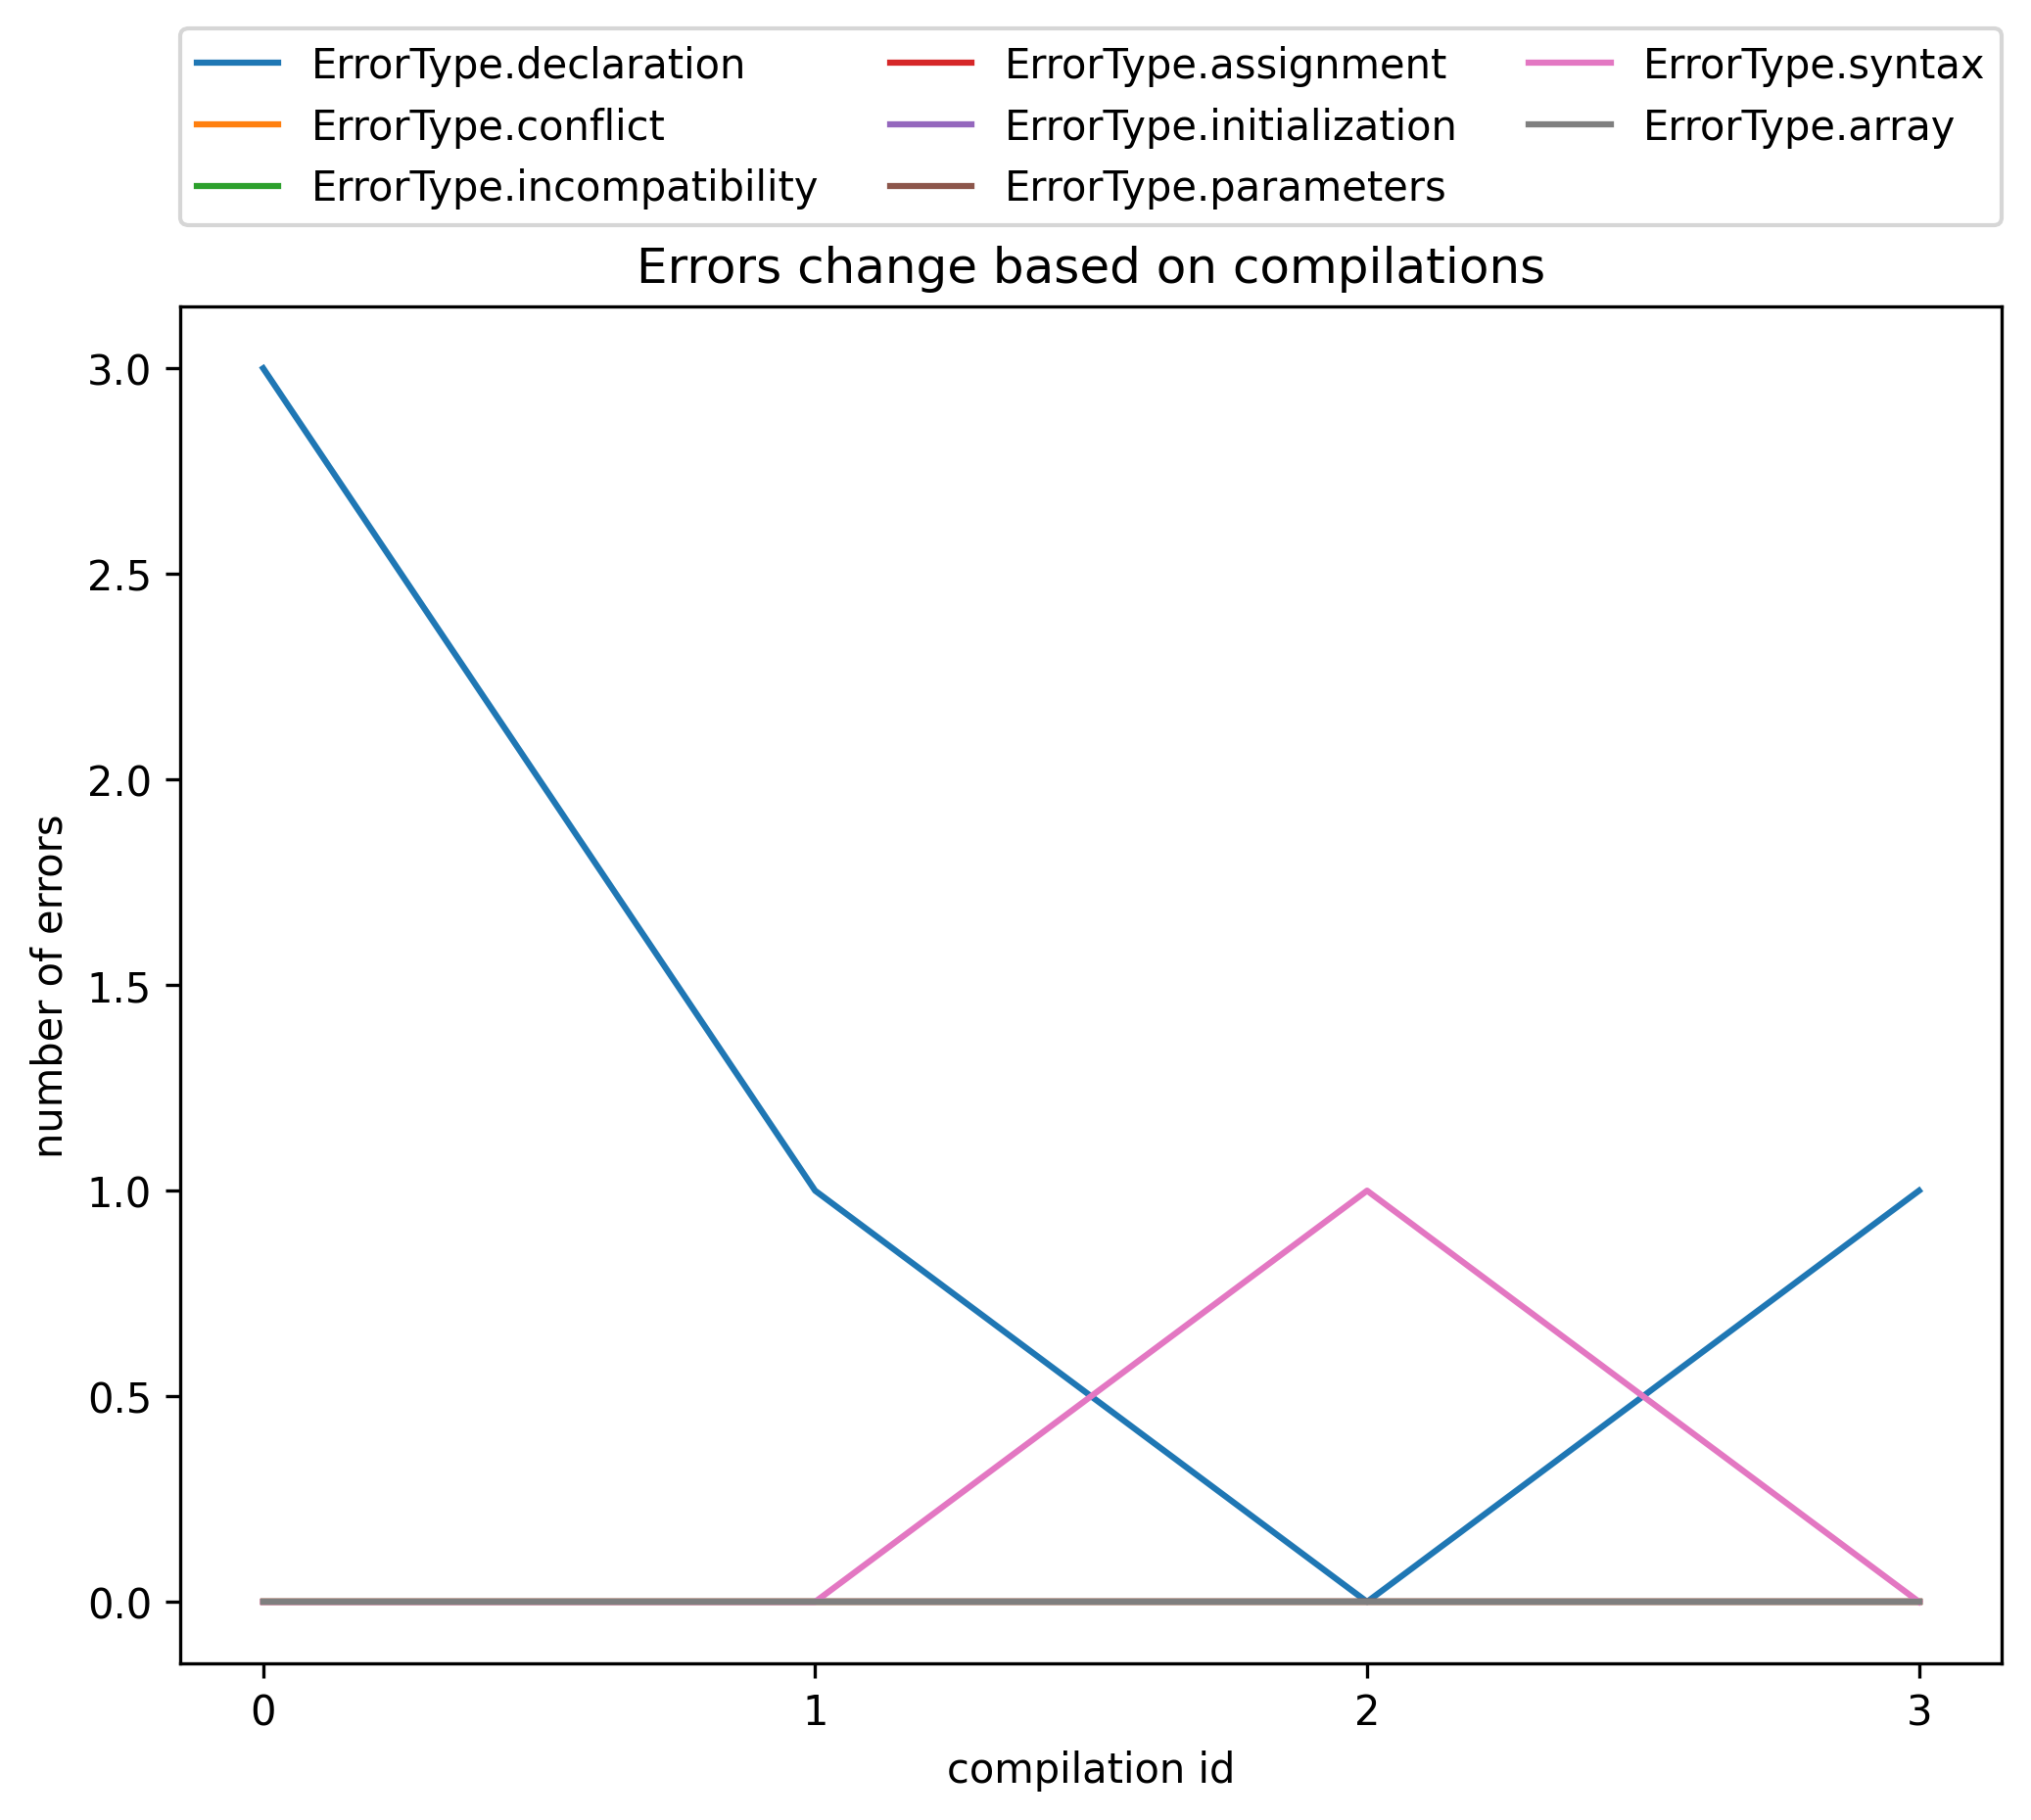 ErrorType.declaration
ErrorType.conflict
ErrorType.incompatibility
ErrorType.assignment
ErrorType.initialization
ErrorType.parameters
ErrorType.syntax
ErrorType.array
Errors change based on compilations
number of errors
3.0
2.5
2.0
1.5
1.0
0.5
0.0
0 1 2 3
compilation id